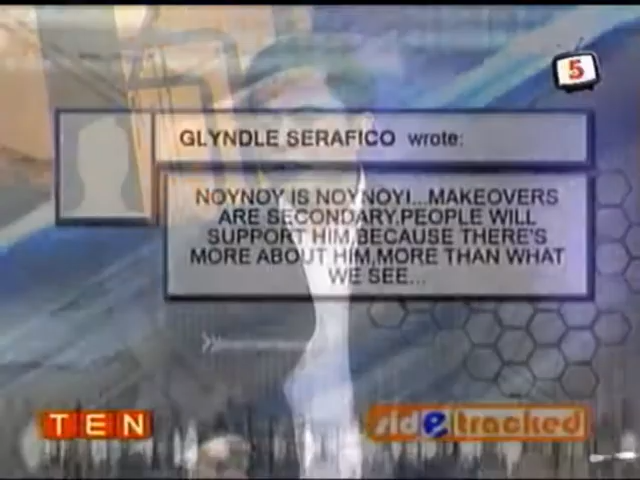 5
GLYNDLE SERAFICO wrote:
NOYNOY IS NOYNOY!...MAKEOVERS
ARE SECONDARY,PEOPLE WILL
SUPPORT HIM,BECAUSE THERE'S
MORE ABOUT HIM,MORE THAN WHAT
WE SEE...
TEN
sidetracked